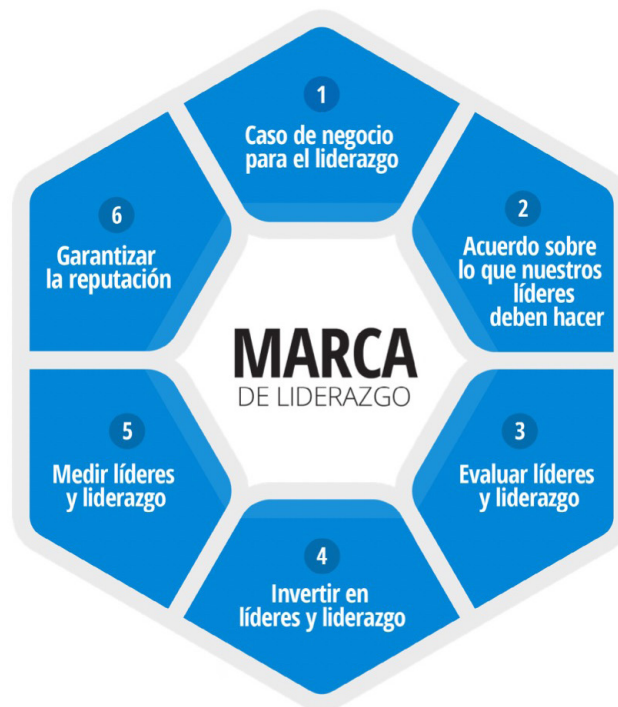 1
Caso de negocio
para el liderazgo
2
Acuerdo sobre
lo que nuestros
líderes
deben hacer
3
Evaluar líderes
y liderazgo
4
Invertir en
líderes y liderazgo
5
Medir líderes
y liderazgo
6
Garantizar
la reputación
MARCA
DE LIDERAZGO